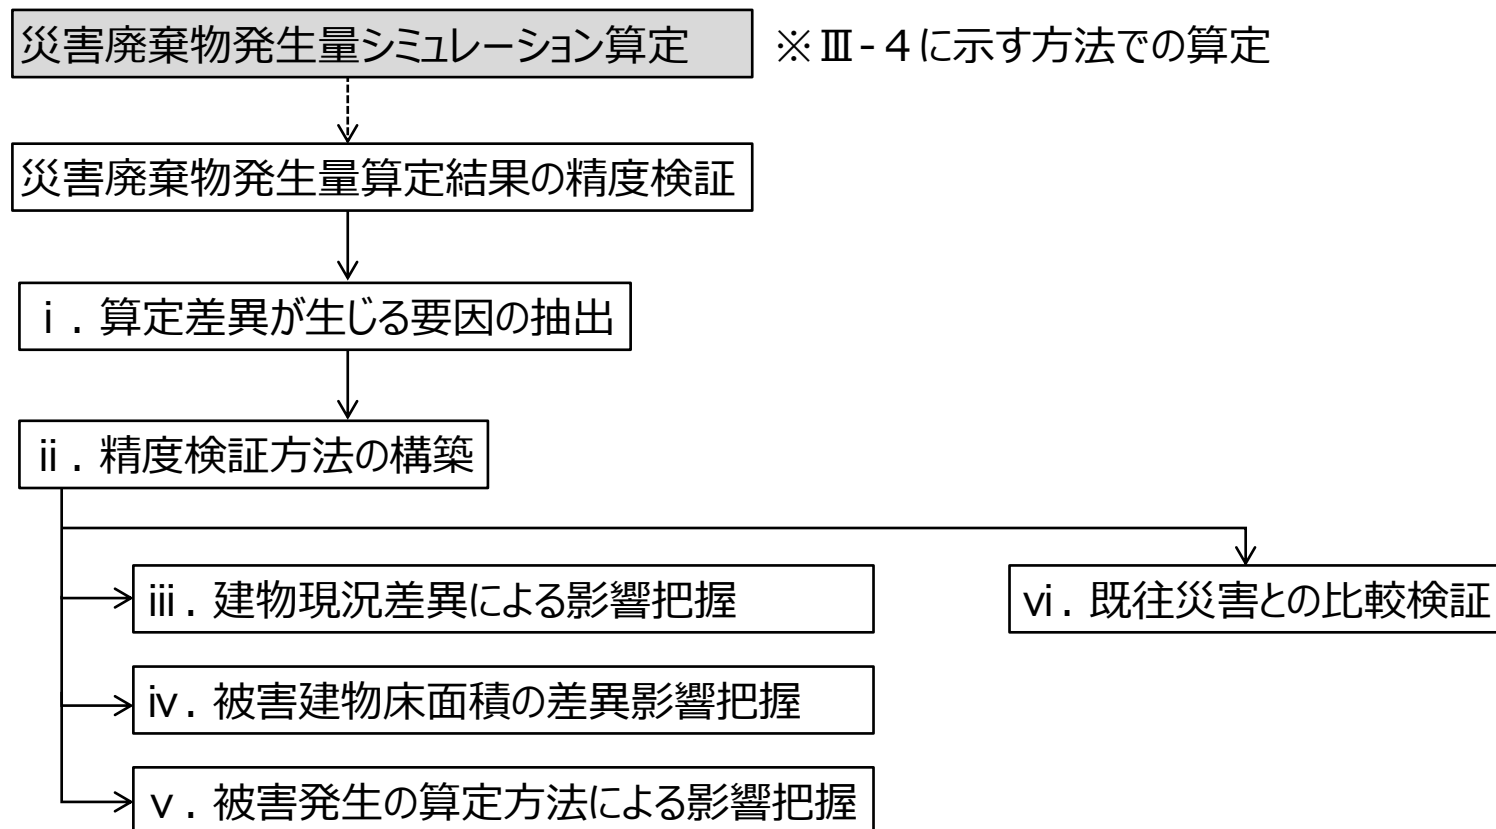 災害廃棄物発生量シミュレーション算定 ※Ⅲ-４に示す方法での算定
災害廃棄物発生量算定結果の精度検証
ⅰ. 算定差異が生じる要因の抽出
ⅱ. 精度検証方法の構築
ⅲ. 建物現況差異による影響把握
ⅵ. 既往災害との比較検証
ⅳ. 被害建物床面積の差異影響把握
ⅴ. 被害発生の算定方法による影響把握